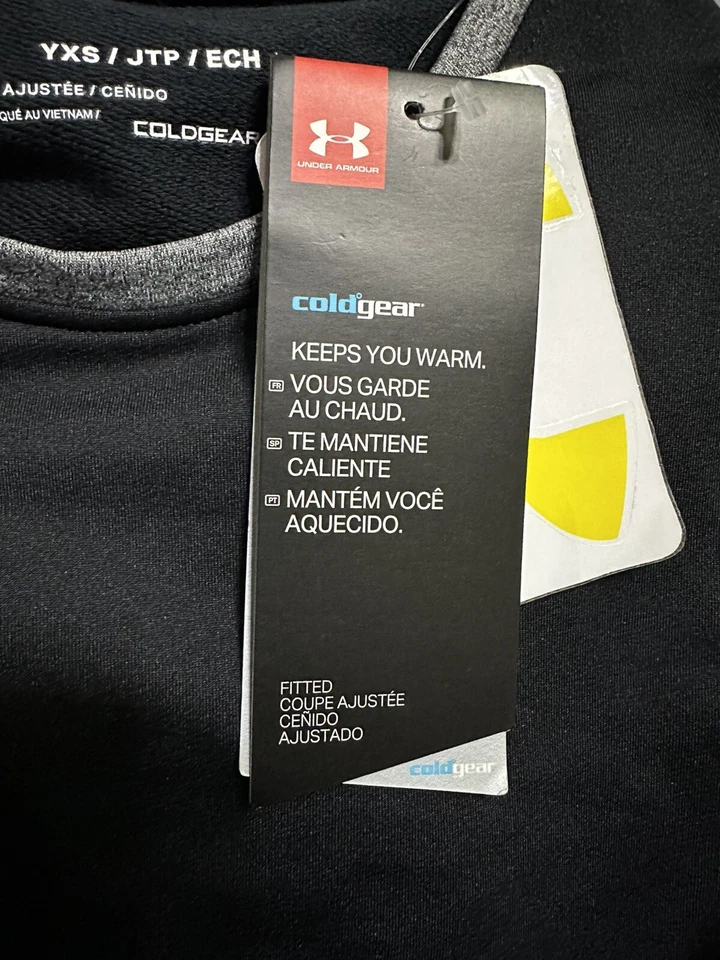 YXS / JTP / ECH
AJUSTÉE / CEÑIDO
QUÉ AU VIETNAM /
COLDGEAR
UNDER ARMOUR
coldgear
KEEPS YOU WARM.
FR VOUS GARDE
AU CHAUD.
SP TE MANTIENE
CALIENTE
PT MANTÉM VOCÊ
AQUECIDO.
FITTED
COUPE AJUSTÉE
CEÑIDO
AJUSTADO
coldgear